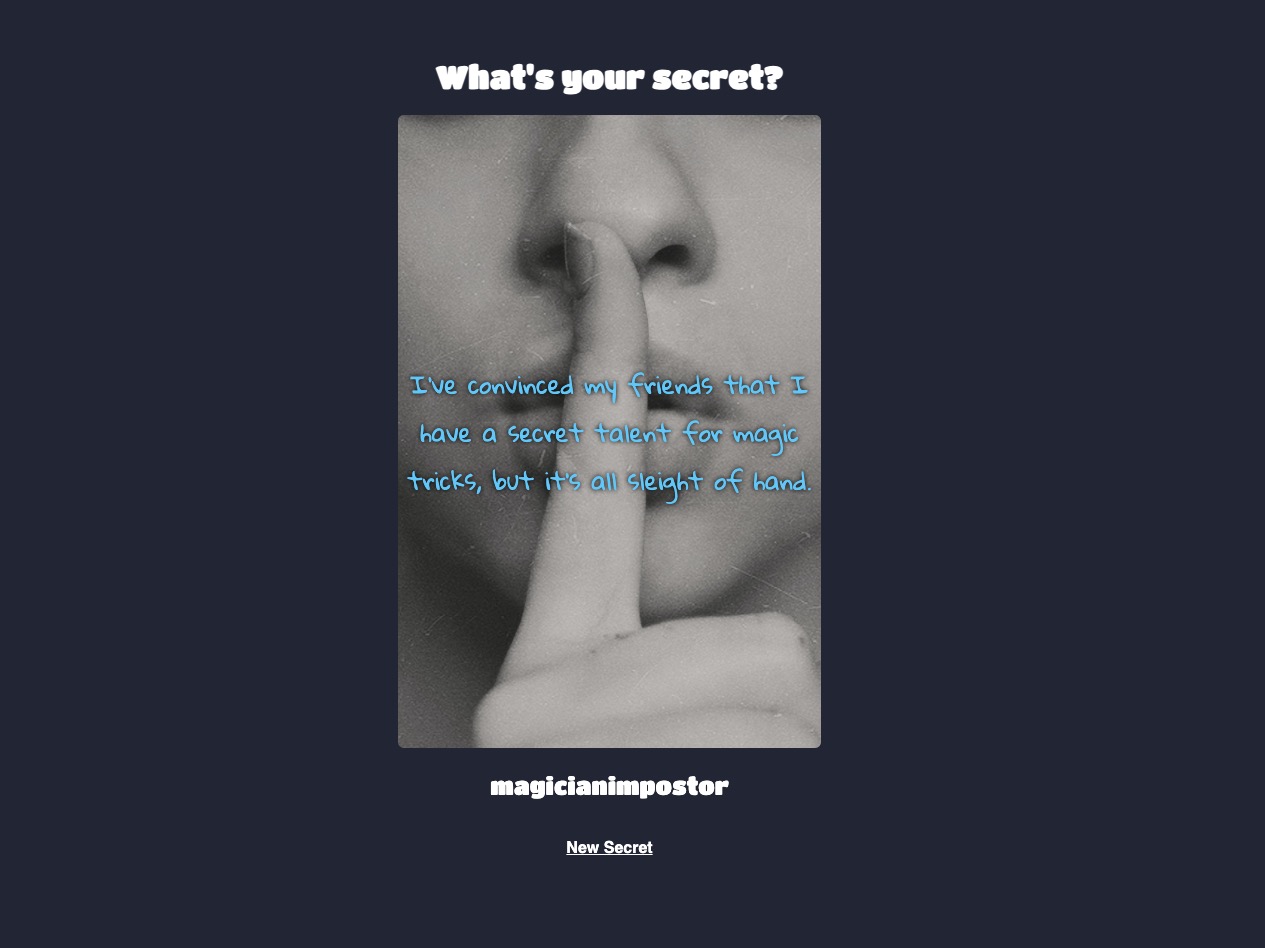 What's your secret?
I've convinced my friends that I
have a secret talent for magic
tricks, but it's all sleight of hand.
magicianimpostor
New Secret